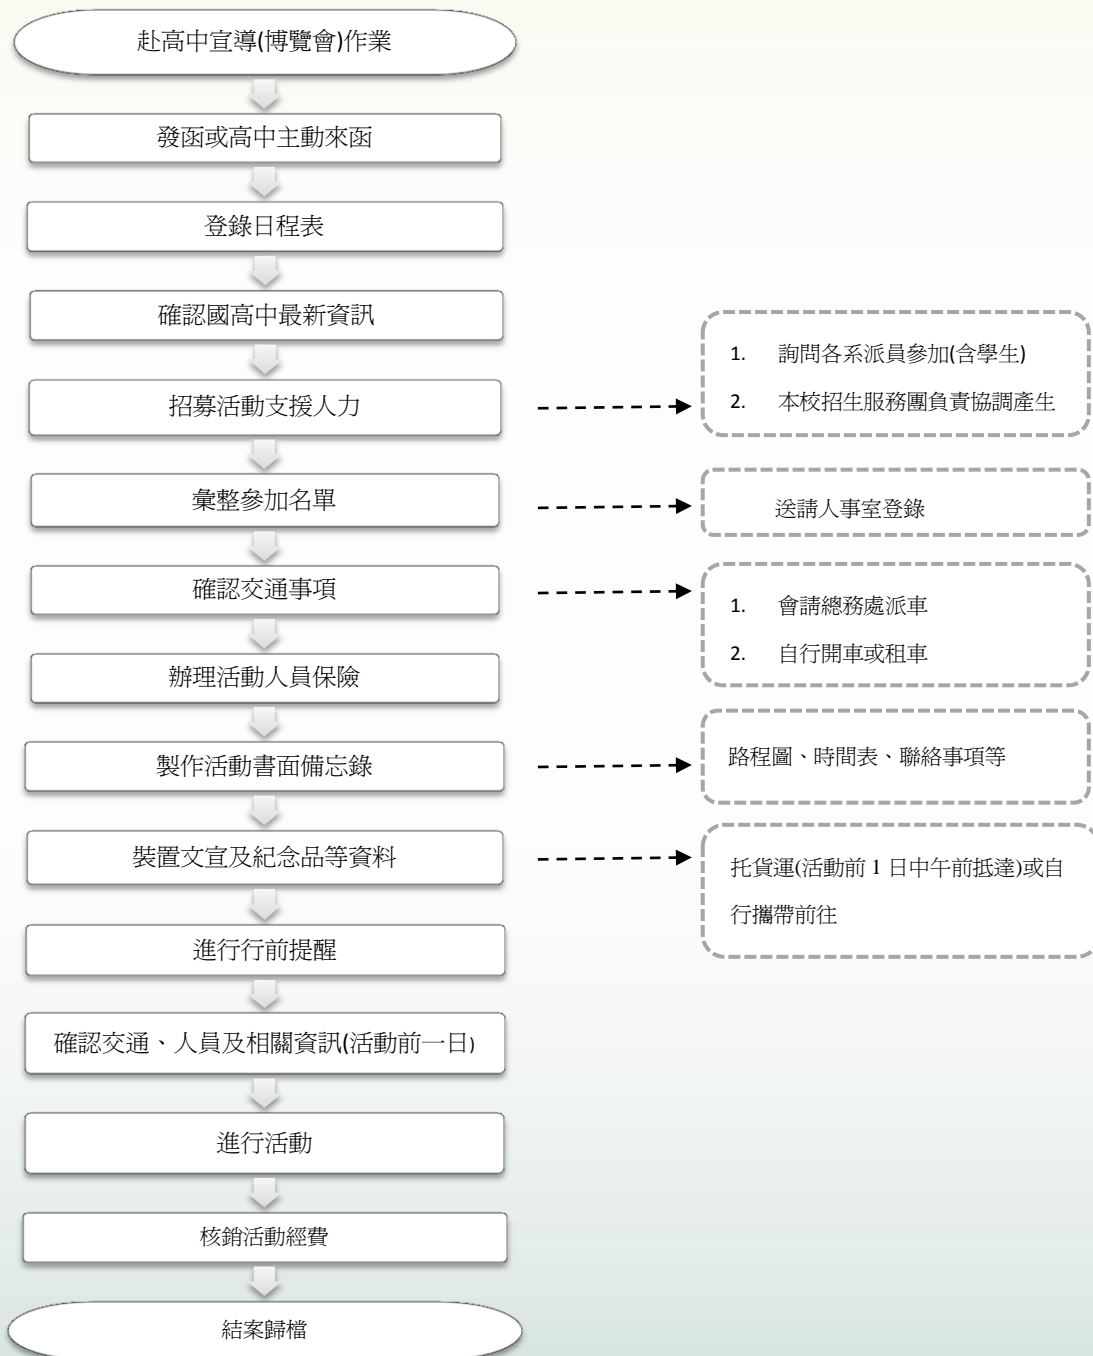 赴高中宣導(博覽會)作業
發函或高中主動來函
登錄日程表
確認國高中最新資訊
招募活動支援人力
1. 詢問各系派員參加(含學生)
2. 本校招生服務團負責協調產生
彙整參加名單
送請人事室登錄
確認交通事項
1. 會請總務處派車
2. 自行開車或租車
辦理活動人員保險
製作活動書面備忘錄
路程圖、時間表、聯絡事項等
裝置文宣及紀念品等資料
托貨運(活動前 1 日中午前抵達)或自
行攜帶前往
進行行前提醒
確認交通、人員及相關資訊(活動前一日)
進行活動
核銷活動經費
結案歸檔